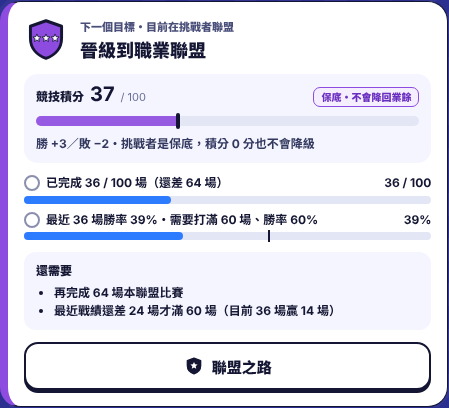 下一個目標・目前在挑戰者聯盟
晉級到職業聯盟
競技積分 37 / 100
保底・不會降回業餘
勝 +3／敗 −2・挑戰者是保底，積分 0 分也不會降級
已完成 36 / 100 場（還差 64 場）
36 / 100
最近 36 場勝率 39%・需要打滿 60 場、勝率 60%
39%
還需要
• 再完成 64 場本聯盟比賽
• 最近戰績還差 24 場才滿 60 場（目前 36 場贏 14 場）
聯盟之路